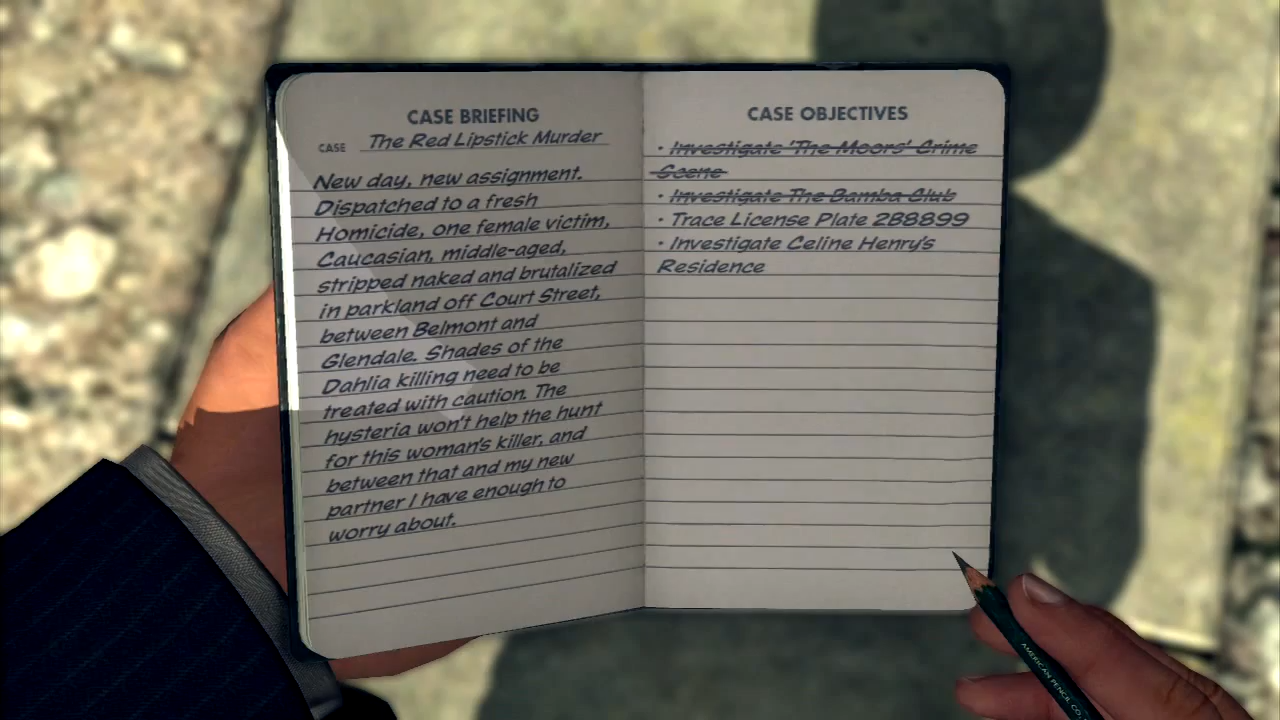 CASE BRIEFING
CASE The Red Lipstick Murder
New day, new assignment.
Dispatched to a fresh
Homicide, one female victim,
Caucasian, middle-aged,
stripped naked and brutalized
in parkland off Court Street,
between Belmont and
Glendale. Shades of the
Dahlia killing need to be
treated with caution. The
hysteria won't help the hunt
for this woman's killer, and
between that and my new
partner I have enough to
worry about.
CASE OBJECTIVES
• Investigate 'The Moors' Crime
Scene
• Investigate The Bamba Club
• Trace License Plate 2B8899
• Investigate Celine Henry's
Residence
AMERICAN PENCIL CO.